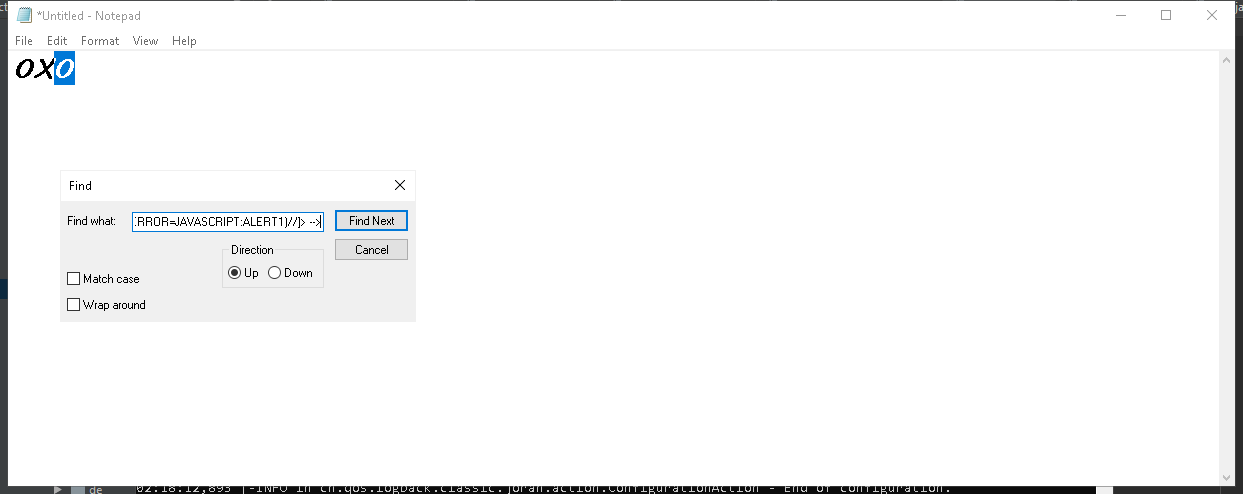 *Untitled - Notepad
File Edit Format View Help
oxo
Find
Find what: :RROR=JAVASCRIPT:ALERT1)//]> --> Find Next
Direction Cancel
Up Down
Match case
Wrap around
de 02:18:12,893 |-INFO in ch.qos.logback.classic.joran.action.ConfigurationAction - End of configuration.